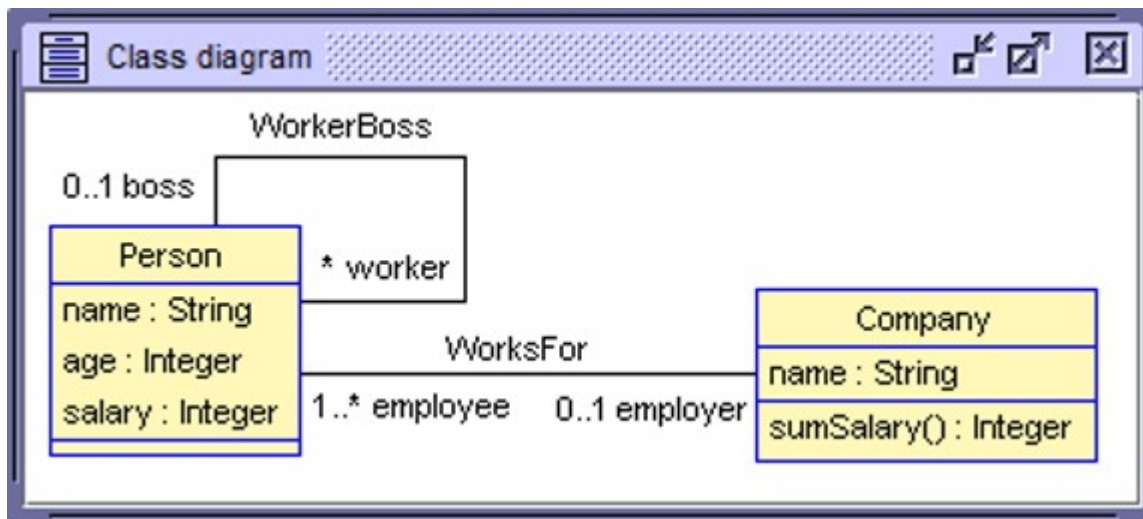 Class diagram
WorkerBoss
0..1 boss
Person
* worker
name : String
age : Integer
salary : Integer
WorksFor
1..* employee
0..1 employer
Company
name : String
sumSalary() : Integer